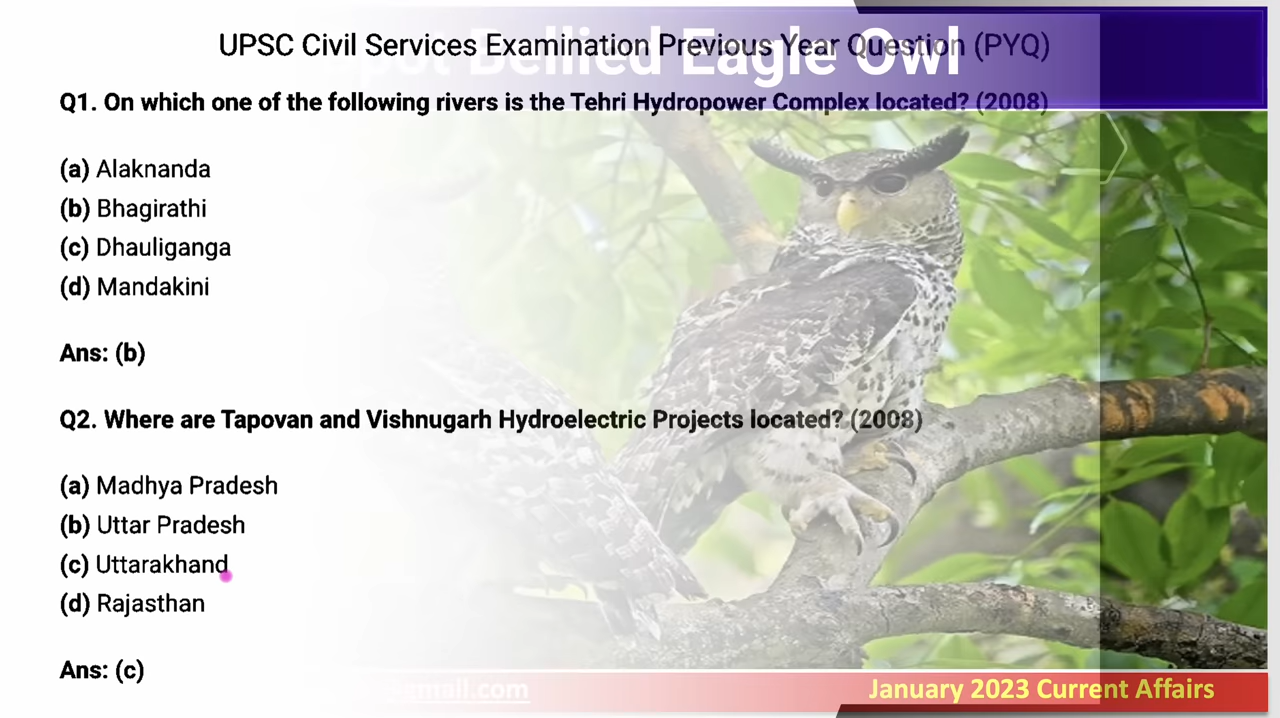 UPSC Civil Services Examination Previous Year Question (PYQ)
Spot Bellied Eagle Owl
Q1. On which one of the following rivers is the Tehri Hydropower Complex located? (2008)
(a) Alaknanda
(b) Bhagirathi
(c) Dhauliganga
(d) Mandakini
Ans: (b)
Q2. Where are Tapovan and Vishnugarh Hydroelectric Projects located? (2008)
(a) Madhya Pradesh
(b) Uttar Pradesh
(c) Uttarakhand
(d) Rajasthan
Ans: (c)
January 2023 Current Affairs